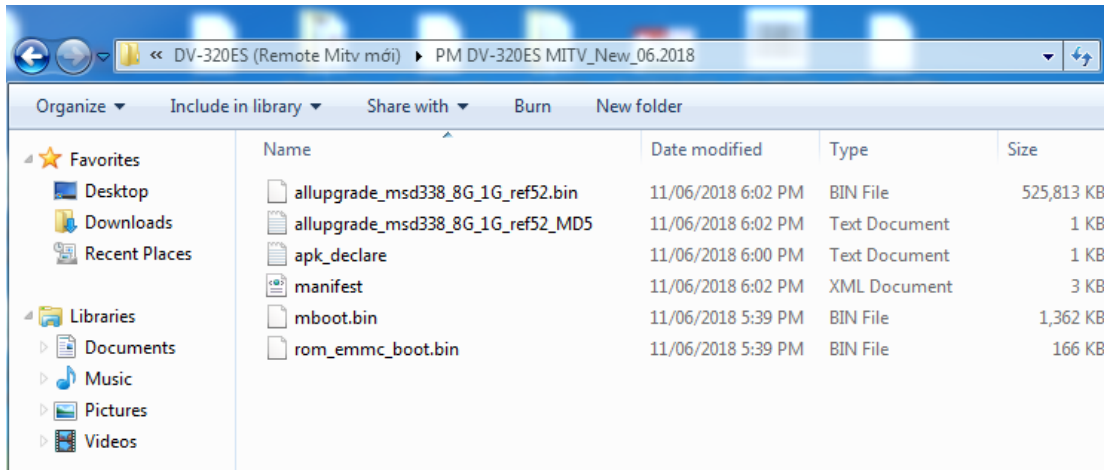 « DV-320ES (Remote Mitv mới) ▸ PM DV-320ES MITV_New_06.2018
Organize Include in library Share with Burn New folder
Favorites
Desktop
Downloads
Recent Places
Libraries
Documents
Music
Pictures
Videos
Name Date modified Type Size
allupgrade_msd338_8G_1G_ref52.bin 11/06/2018 6:02 PM BIN File 525,813 KB
allupgrade_msd338_8G_1G_ref52_MD5 11/06/2018 6:02 PM Text Document 1 KB
apk_declare 11/06/2018 6:00 PM Text Document 1 KB
manifest 11/06/2018 6:02 PM XML Document 3 KB
mboot.bin 11/06/2018 5:39 PM BIN File 1,362 KB
rom_emmc_boot.bin 11/06/2018 5:39 PM BIN File 166 KB